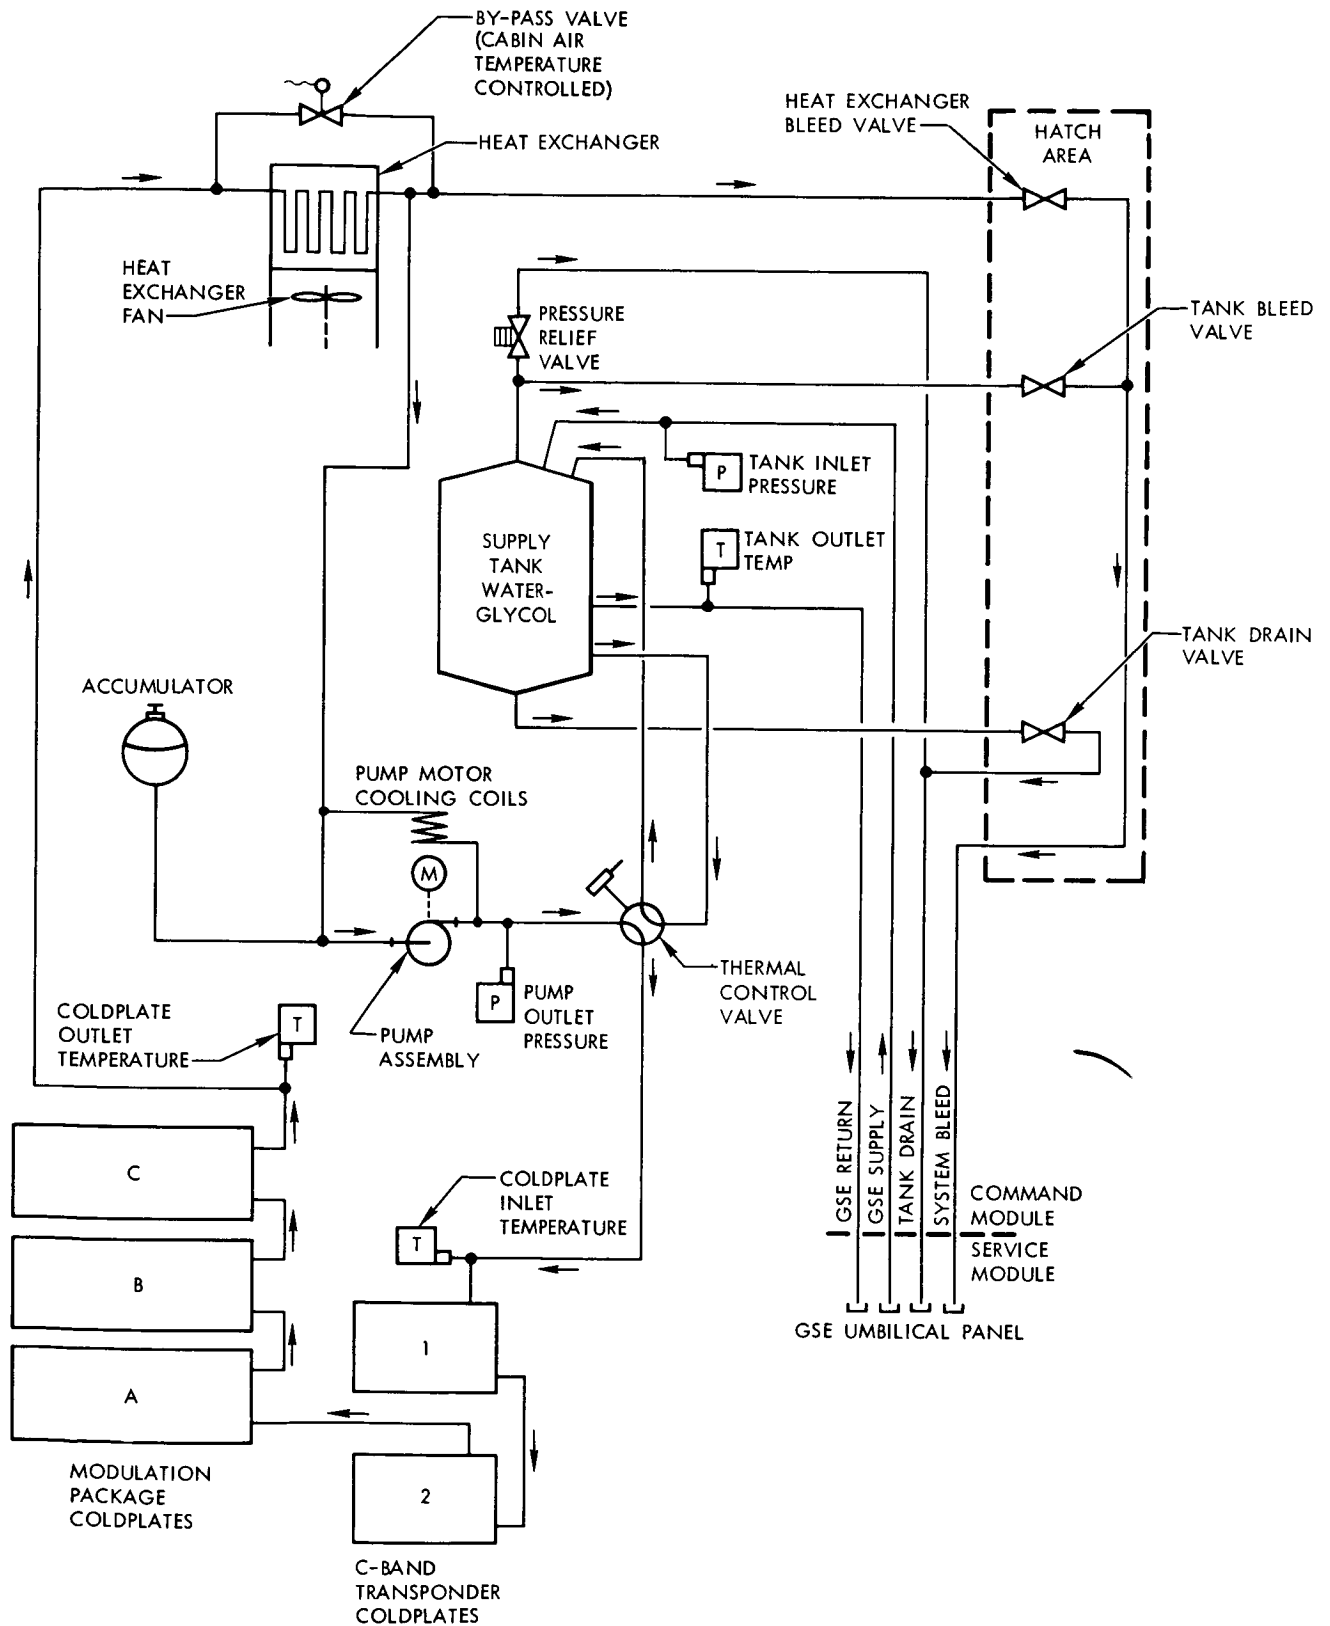 BY-PASS VALVE
(CABIN AIR
TEMPERATURE
CONTROLLED)
HEAT EXCHANGER
BLEED VALVE
HATCH
AREA
HEAT EXCHANGER
HEAT
EXCHANGER
FAN
PRESSURE
RELIEF
VALVE
TANK BLEED
VALVE
P
TANK INLET
PRESSURE
SUPPLY
TANK
WATER-
GLYCOL
T
TANK OUTLET
TEMP
TANK DRAIN
VALVE
ACCUMULATOR
PUMP MOTOR
COOLING COILS
M
THERMAL
CONTROL
VALVE
P
PUMP
OUTLET
PRESSURE
PUMP
ASSEMBLY
COLDPLATE
OUTLET
TEMPERATURE
T
C
B
A
MODULATION
PACKAGE
COLDPLATES
COLDPLATE
INLET
TEMPERATURE
T
1
2
C-BAND
TRANSPONDER
COLDPLATES
GSE RETURN
GSE SUPPLY
TANK DRAIN
SYSTEM BLEED
COMMAND
MODULE
SERVICE
MODULE
GSE UMBILICAL PANEL